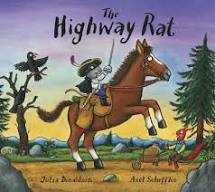 The
Highway Rat
Julia Donaldson Axel Scheffler